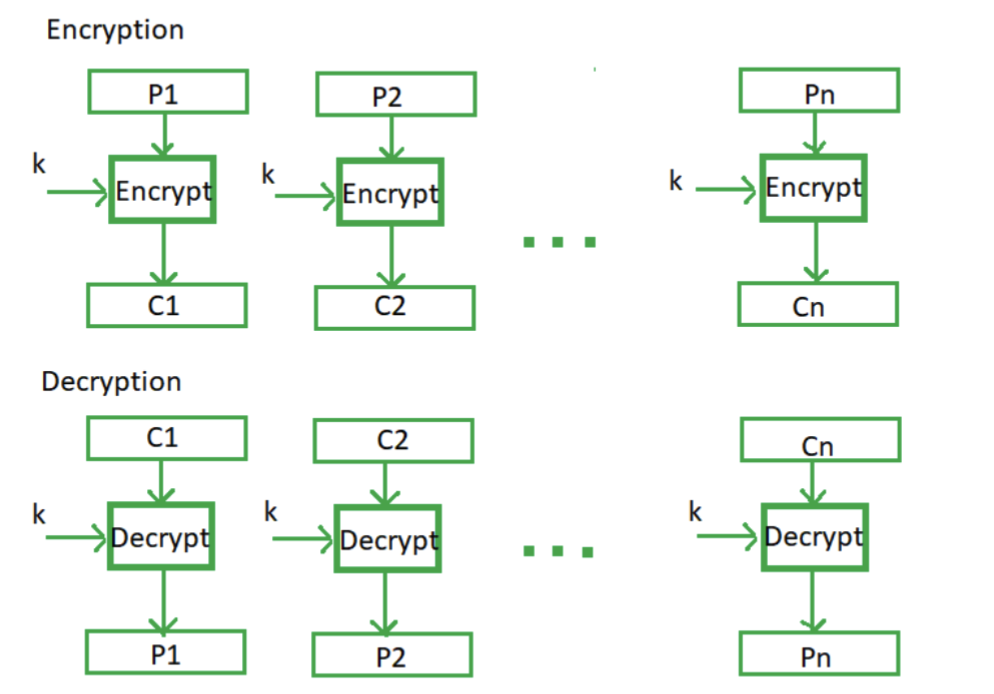 Encryption
P1 P2 Pn
k Encrypt k Encrypt k Encrypt
C1 C2 Cn
Decryption
C1 C2 Cn
k Decrypt k Decrypt k Decrypt
P1 P2 Pn